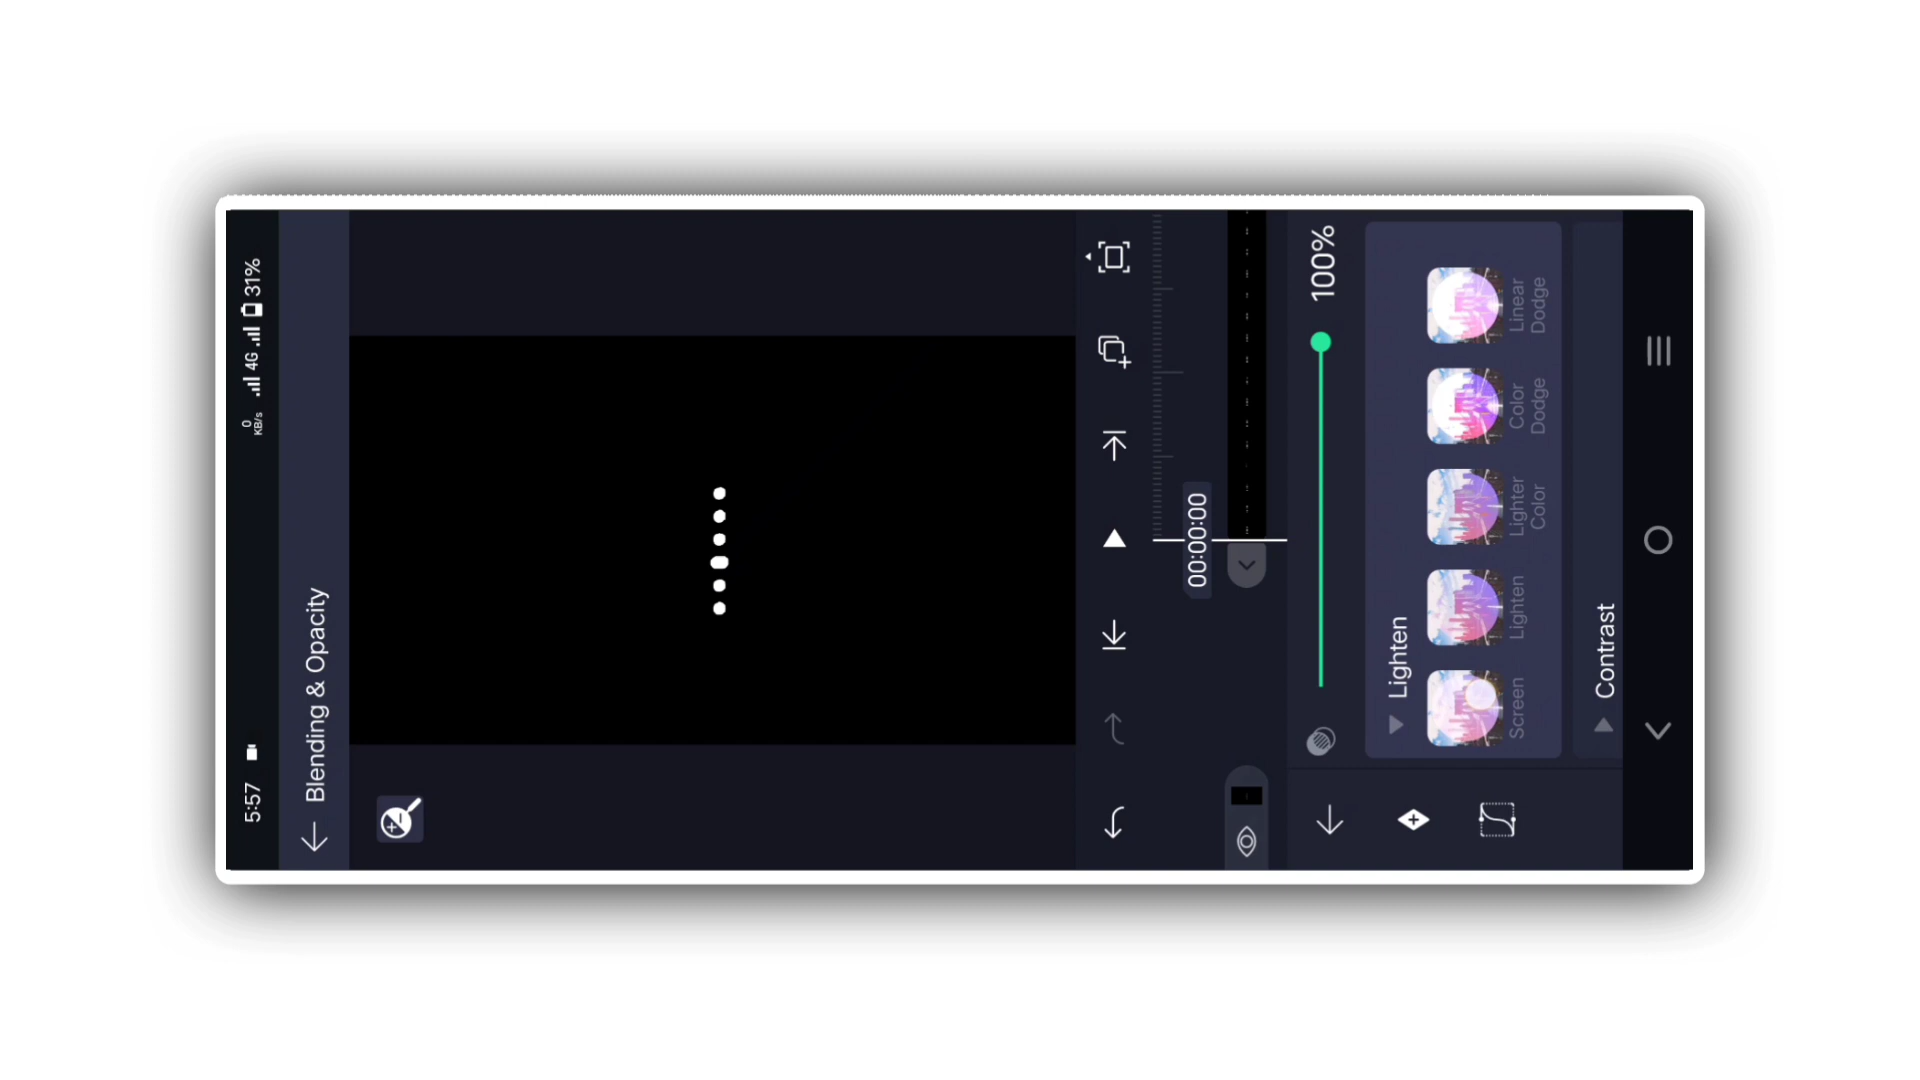 5:57
0
KB/s
4G
31%
Blending & Opacity
00:00:00
100%
Lighten
Screen
Lighten
Lighter
Color
Color
Dodge
Linear
Dodge
Contrast